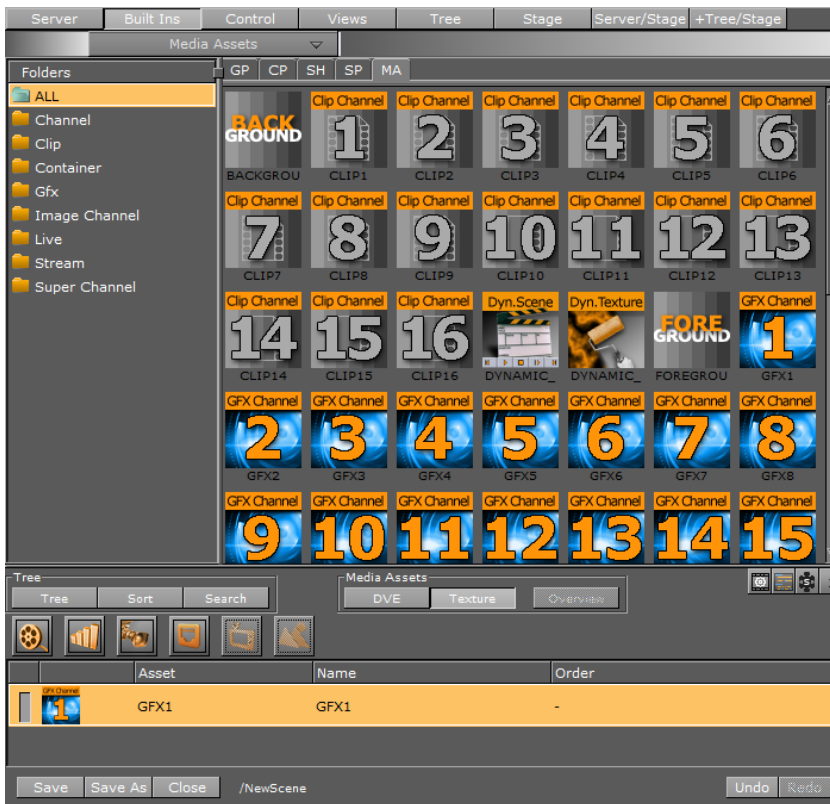 Server Built Ins Control Views Tree Stage Server/Stage +Tree/Stage
Media Assets
Folders
ALL
Channel
Clip
Container
Gfx
Image Channel
Live
Stream
Super Channel
GP CP SH SP MA
BACK GROUND Clip Channel 1 Clip Channel 2 Clip Channel 3 Clip Channel 4 Clip Channel 5 Clip Channel 6
BACKGROU CLIP1 CLIP2 CLIP3 CLIP4 CLIP5 CLIP6
Clip Channel 7 Clip Channel 8 Clip Channel 9 Clip Channel 10 Clip Channel 11 Clip Channel 12 Clip Channel 13
CLIP7 CLIP8 CLIP9 CLIP10 CLIP11 CLIP12 CLIP13
Clip Channel 14 Clip Channel 15 Clip Channel 16 Dyn.Scene Dyn.Texture FORE GROUND GFX Channel 1
CLIP14 CLIP15 CLIP16 DYNAMIC_ DYNAMIC_ FOREGROU GFX1
GFX Channel 2 GFX Channel 3 GFX Channel 4 GFX Channel 5 GFX Channel 6 GFX Channel 7 GFX Channel 8
GFX2 GFX3 GFX4 GFX5 GFX6 GFX7 GFX8
GFX Channel 9 GFX Channel 10 GFX Channel 11 GFX Channel 12 GFX Channel 13 GFX Channel 14 GFX Channel 15
Tree
Tree Sort Search
Media Assets
DVE Texture Overview
Asset Name Order
GFX Channel 1 GFX1 GFX1 -
Save Save As Close /NewScene Undo Redo